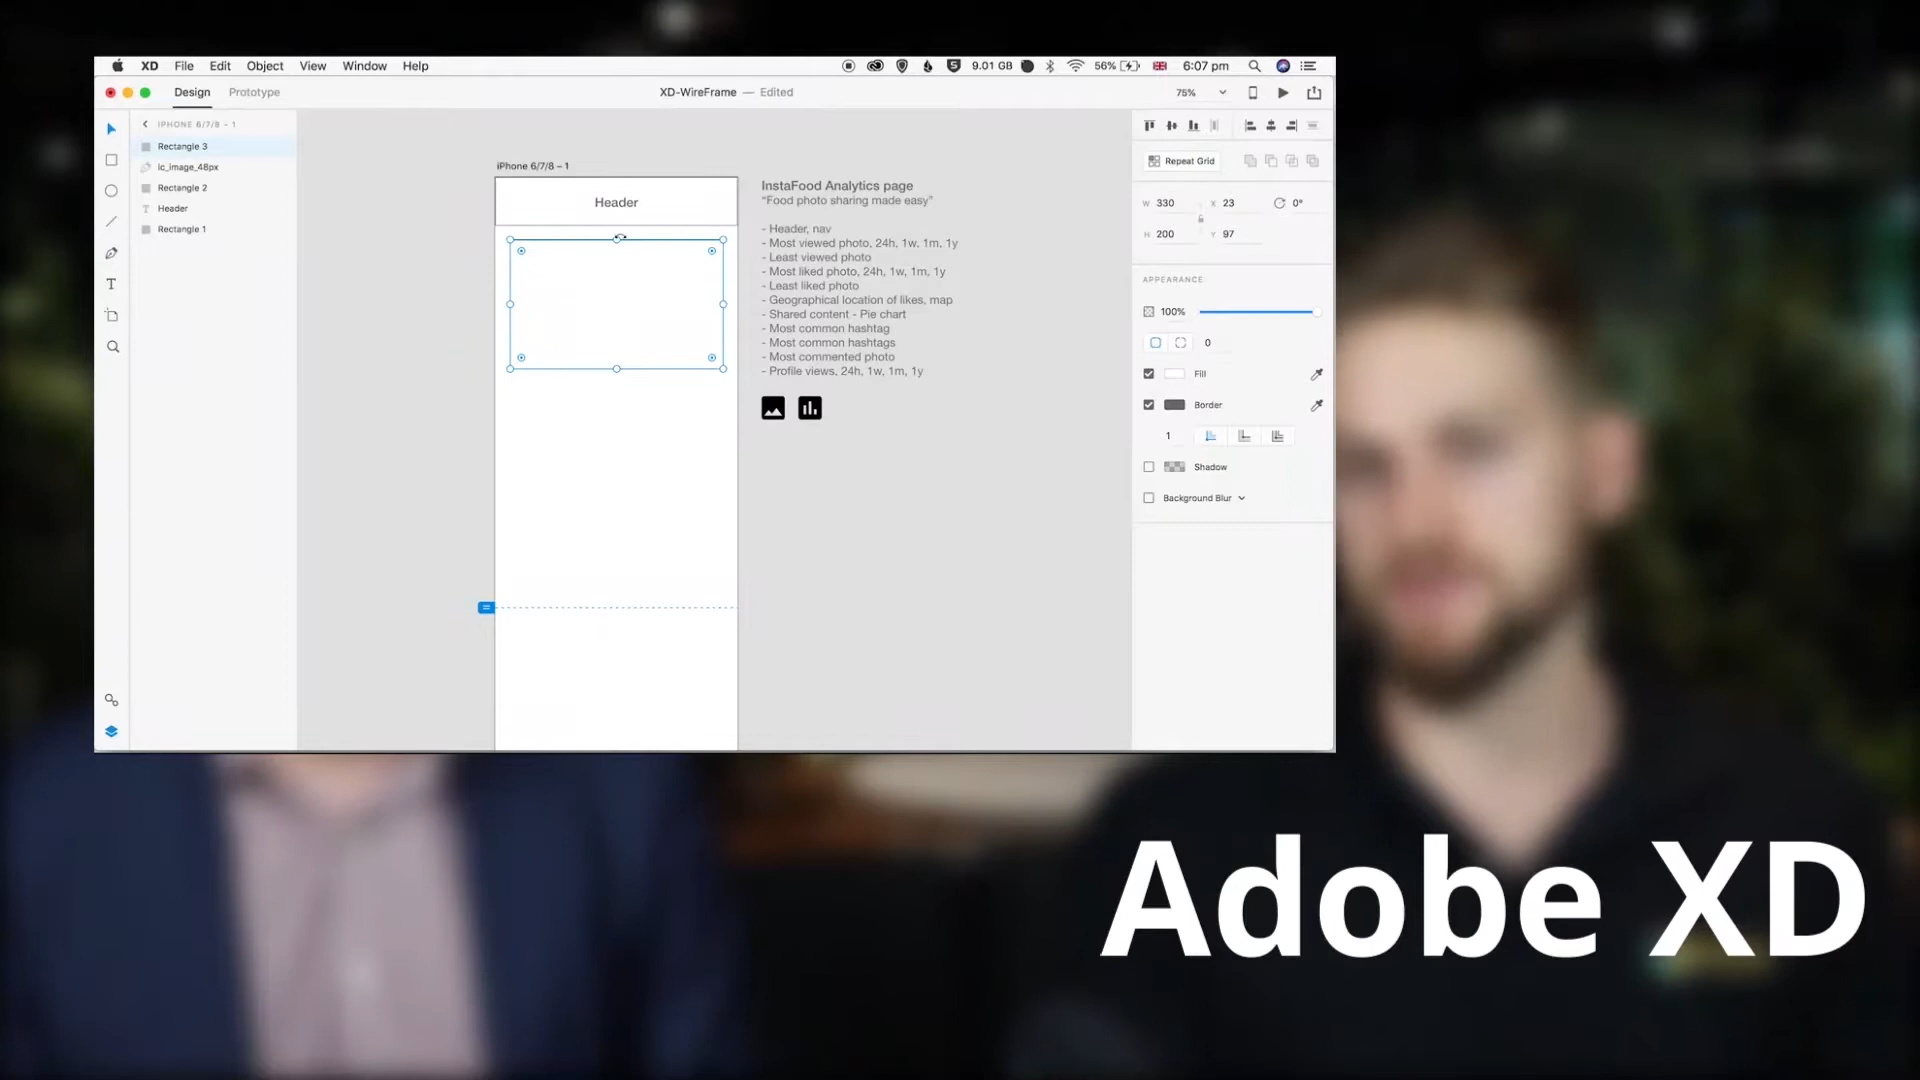 XD File Edit Object View Window Help
9.01 GB 56% 6:07 pm
Design Prototype
XD-WireFrame — Edited
75%
IPHONE 6/7/8 – 1
Rectangle 3
ic_image_48px
Rectangle 2
Header
Rectangle 1
iPhone 6/7/8 – 1
Header
InstaFood Analytics page
“Food photo sharing made easy”
- Header, nav
- Most viewed photo, 24h, 1w, 1m, 1y
- Least viewed photo
- Most liked photo, 24h, 1w, 1m, 1y
- Least liked photo
- Geographical location of likes, map
- Shared content - Pie chart
- Most common hashtag
- Most common hashtags
- Most commented photo
- Profile views, 24h, 1w, 1m, 1y
Repeat Grid
W 330 X 23 0°
H 200 Y 97
APPEARANCE
100%
0
Fill
Border
1
Shadow
Background Blur
Adobe XD